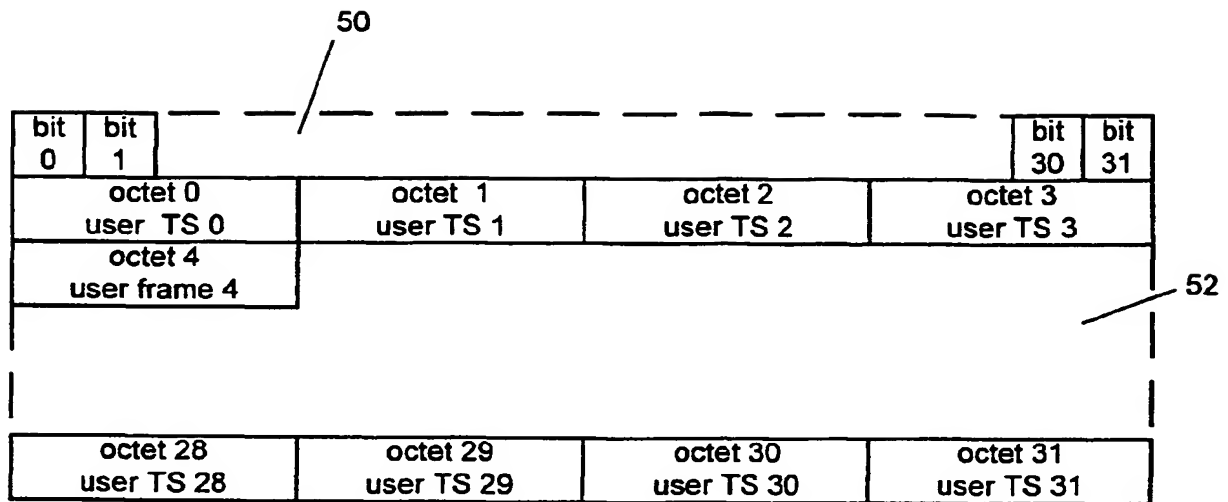 50
bit 0 bit 1 bit 30 bit 31
octet 0 octet 1 octet 2 octet 3
user TS 0 user TS 1 user TS 2 user TS 3
octet 4
user frame 4
52
octet 28 octet 29 octet 30 octet 31
user TS 28 user TS 29 user TS 30 user TS 31